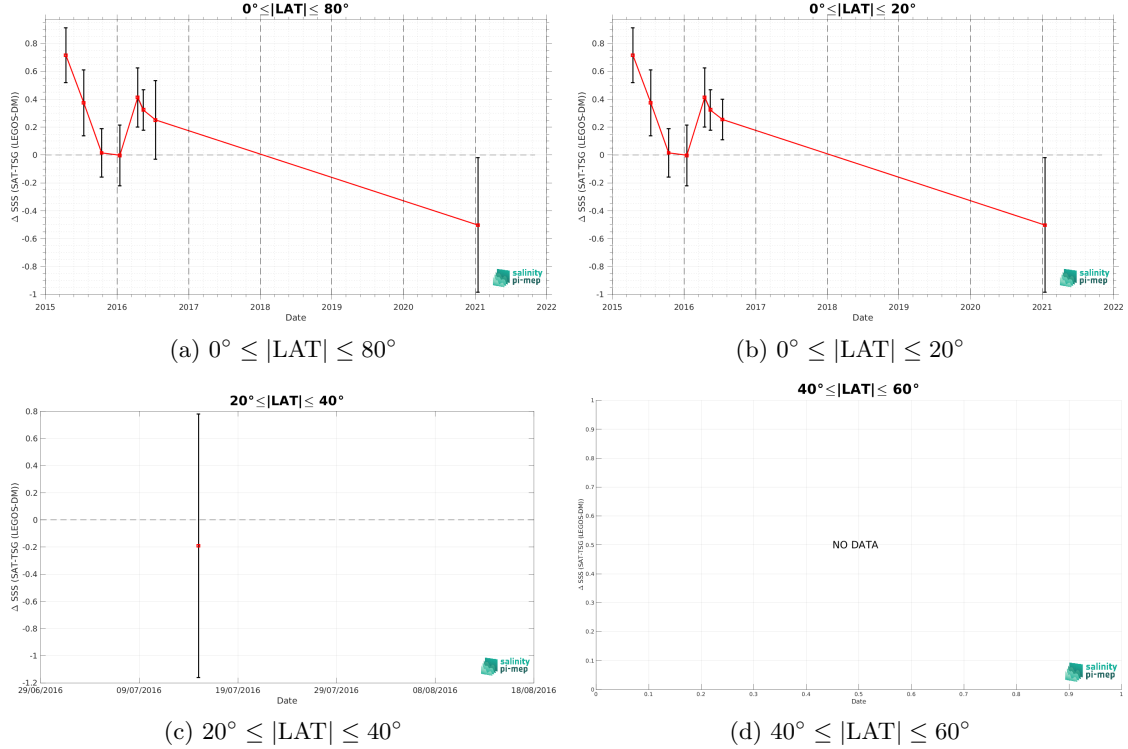 0°≤|LAT|≤ 80°
Δ SSS (SAT-TSG (LEGOS-DM))
0.8
0.6
0.4
0.2
0
-0.2
-0.4
-0.6
-0.8
-1
2015 2016 2017 2018 2019 2020 2021 2022
Date
salinity
pi-mep
(a) 0° ≤ |LAT| ≤ 80°
0°≤|LAT|≤ 20°
Δ SSS (SAT-TSG (LEGOS-DM))
0.8
0.6
0.4
0.2
0
-0.2
-0.4
-0.6
-0.8
-1
2015 2016 2017 2018 2019 2020 2021 2022
Date
salinity
pi-mep
(b) 0° ≤ |LAT| ≤ 20°
20°≤|LAT|≤ 40°
Δ SSS (SAT-TSG (LEGOS-DM))
0.8
0.6
0.4
0.2
0
-0.2
-0.4
-0.6
-0.8
-1
-1.2
29/06/2016 09/07/2016 19/07/2016 29/07/2016 08/08/2016 18/08/2016
Date
salinity
pi-mep
(c) 20° ≤ |LAT| ≤ 40°
40°≤|LAT|≤ 60°
Δ SSS (SAT-TSG (LEGOS-DM))
1
0.9
0.8
0.7
0.6
0.5
0.4
0.3
0.2
0.1
0
NO DATA
0 0.1 0.2 0.3 0.4 0.5 0.6 0.7 0.8 0.9 1
Date
salinity
pi-mep
(d) 40° ≤ |LAT| ≤ 60°